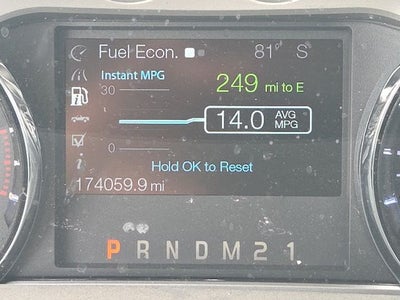 Fuel Econ. 81° S
Instant MPG
249 mi to E
30
14.0 AVG MPG
0
Hold OK to Reset
i
174059.9 mi
P R N D M 2 1